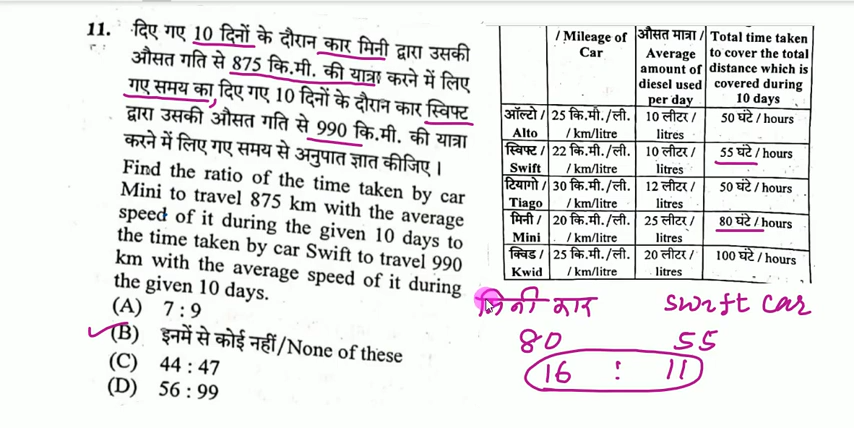 11. दिए गए 10 दिनों के दौरान कार मिनी द्वारा उसकी
औसत गति से 875 कि.मी. की यात्रा करने में लिए
गए समय का, दिए गए 10 दिनों के दौरान कार स्विफ्ट
द्वारा उसकी औसत गति से 990 कि.मी. की यात्रा
करने में लिए गए समय से अनुपात ज्ञात कीजिए ।
Find the ratio of the time taken by car
Mini to travel 875 km with the average
speed of it during the given 10 days to
the time taken by car Swift to travel 990
km with the average speed of it during
the given 10 days.
(A) 7 : 9
(B) इनमें से कोई नहीं/None of these
(C) 44 : 47
(D) 56 : 99
/ Mileage of Car औसत मात्रा / Average amount of diesel used per day Total time taken to cover the total distance which is covered during 10 days
ऑल्टो / Alto 25 कि.मी./ली. / km/litre 10 लीटर / litres 50 घंटे / hours
स्विफ्ट / Swift 22 कि.मी./ली. / km/litre 10 लीटर / litres 55 घंटे / hours
टियागो / Tiago 30 कि.मी./ली. / km/litre 12 लीटर / litres 50 घंटे / hours
मिनी / Mini 20 कि.मी./ली. / km/litre 25 लीटर / litres 80 घंटे / hours
क्विड / Kwid 25 कि.मी./ली. / km/litre 20 लीटर / litres 100 घंटे / hours
मिनी कार swift car
80 55
16 : 11